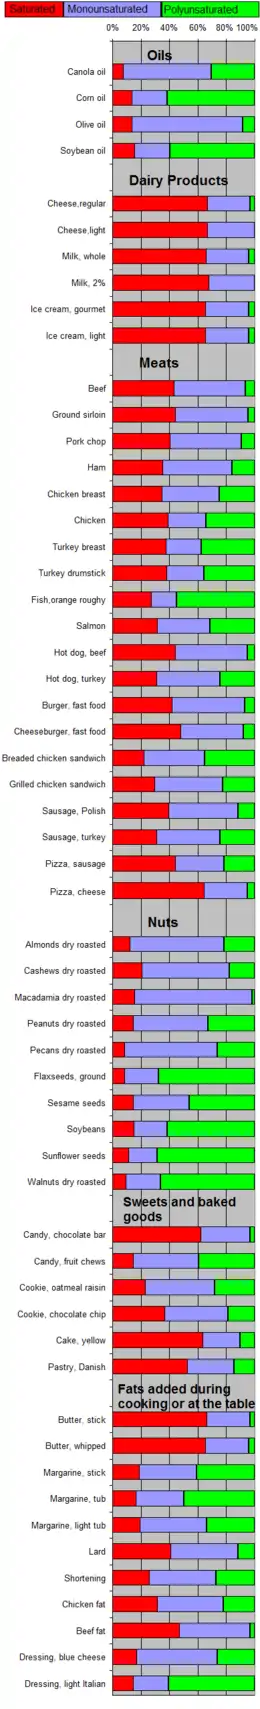 Saturated Monounsaturated Polyunsaturated
0% 20% 40% 60% 80% 100%
Oils
Canola oil
Corn oil
Olive oil
Soybean oil
Dairy Products
Cheese,regular
Cheese,light
Milk, whole
Milk, 2%
Ice cream, gourmet
Ice cream, light
Meats
Beef
Ground sirloin
Pork chop
Ham
Chicken breast
Chicken
Turkey breast
Turkey drumstick
Fish,orange roughy
Salmon
Hot dog, beef
Hot dog, turkey
Burger, fast food
Cheeseburger, fast food
Breaded chicken sandwich
Grilled chicken sandwich
Sausage, Polish
Sausage, turkey
Pizza, sausage
Pizza, cheese
Nuts
Almonds dry roasted
Cashews dry roasted
Macadamia dry roasted
Peanuts dry roasted
Pecans dry roasted
Flaxseeds, ground
Sesame seeds
Soybeans
Sunflower seeds
Walnuts dry roasted
Sweets and baked
goods
Candy, chocolate bar
Candy, fruit chews
Cookie, oatmeal raisin
Cookie, chocolate chip
Cake, yellow
Pastry, Danish
Fats added during
cooking or at the table
Butter, stick
Butter, whipped
Margarine, stick
Margarine, tub
Margarine, light tub
Lard
Shortening
Chicken fat
Beef fat
Dressing, blue cheese
Dressing, light Italian